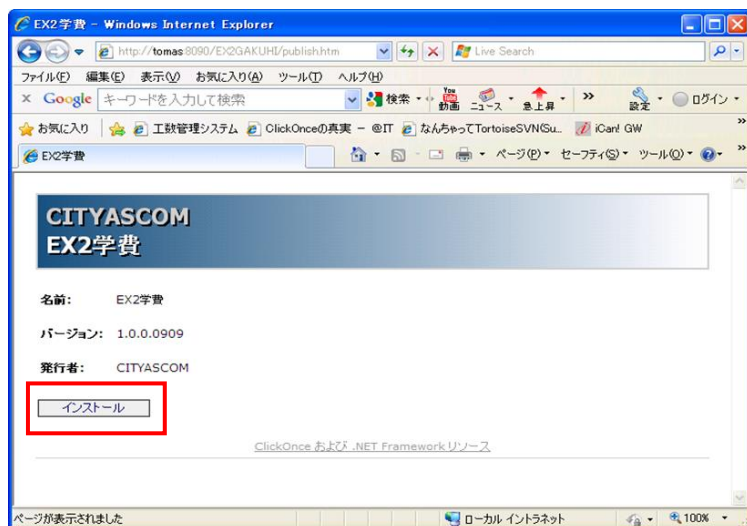 EX2学費 - Windows Internet Explorer
http://tomas:8090/EX2GAKUHI/publish.htm
Live Search
ファイル(F) 編集(E) 表示(V) お気に入り(A) ツール(T) ヘルプ(H)
Google キーワードを入力して検索 検索 You 動画 ニュース 急上昇 設定 ログイン
お気に入り 工数管理システム ClickOnceの真実 - @IT なんちゃってTortoiseSVN(Su... iCan! GW
EX2学費 ページ(P) セーフティ(S) ツール(O)
CITYASCOM
EX2学費
名前: EX2学費
バージョン: 1.0.0.0909
発行者: CITYASCOM
インストール
ClickOnce および .NET Framework リソース
ページが表示されました ローカル イントラネット 100%